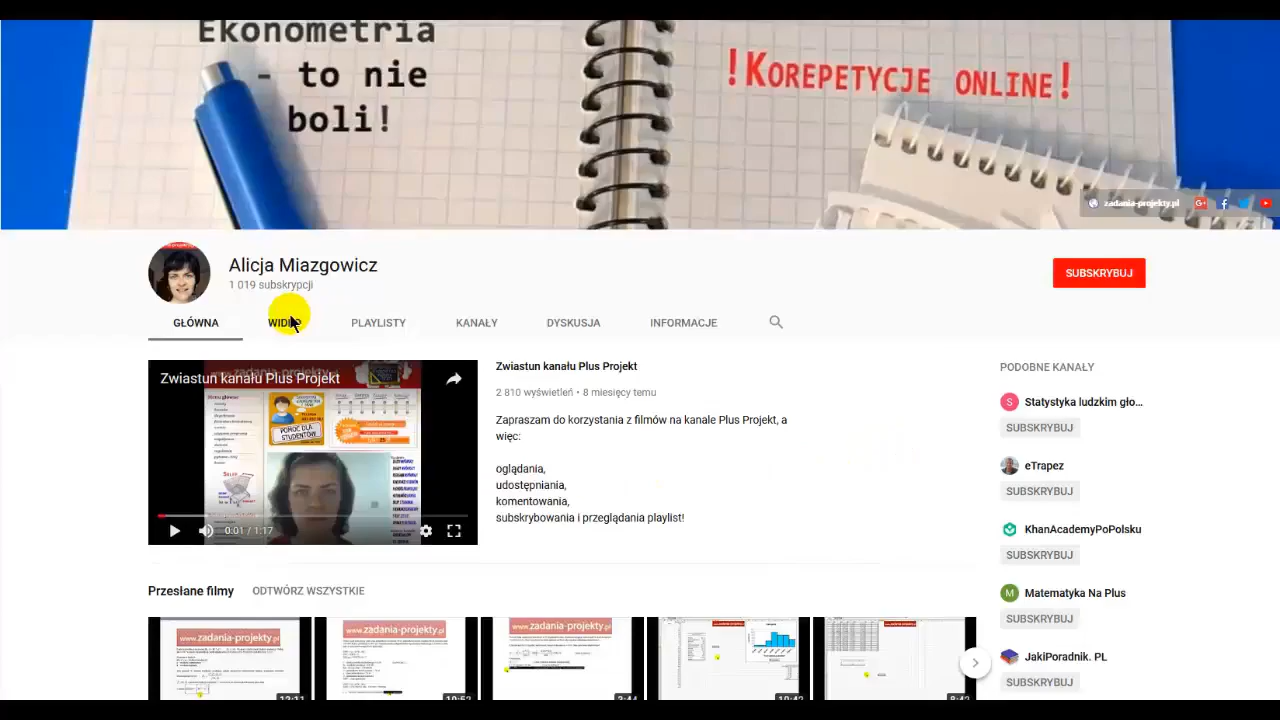 Ekonometria
- to nie
boli!
!Korepetycje online!
zadania-projekty.pl
Alicja Miazgowicz
1 019 subskrypcji
SUBSKRYBUJ
GŁÓWNA
PLAYLISTY
KANAŁY
DYSKUSJA
INFORMACJE
Zwiastun kanału Plus Projekt
POMOC DLA
STUDENTÓW
0:01 / 1:17
Zwiastun kanału Plus Projekt
2 810 wyświetleń • 8 miesięcy temu
Zapraszam do korzystania z filmów na kanale Plus Projekt, a
więc:
oglądania,
udostępniania,
komentowania,
subskrybowania i przeglądania playlist!
PODOBNE KANAŁY
S
Statystyka ludzkim gło...
SUBSKRYBUJ
eTrapez
SUBSKRYBUJ
KhanAcademyPoPolsku
SUBSKRYBUJ
M
Matematyka Na Plus
SUBSKRYBUJ
JakiPoradnik. PL
SUBSKRYBUJ
Przesłane filmy
ODTWÓRZ WSZYSTKIE
www.zadania-projekty.pl
www.zadania-projekty.pl
www.zadania-projekty.pl